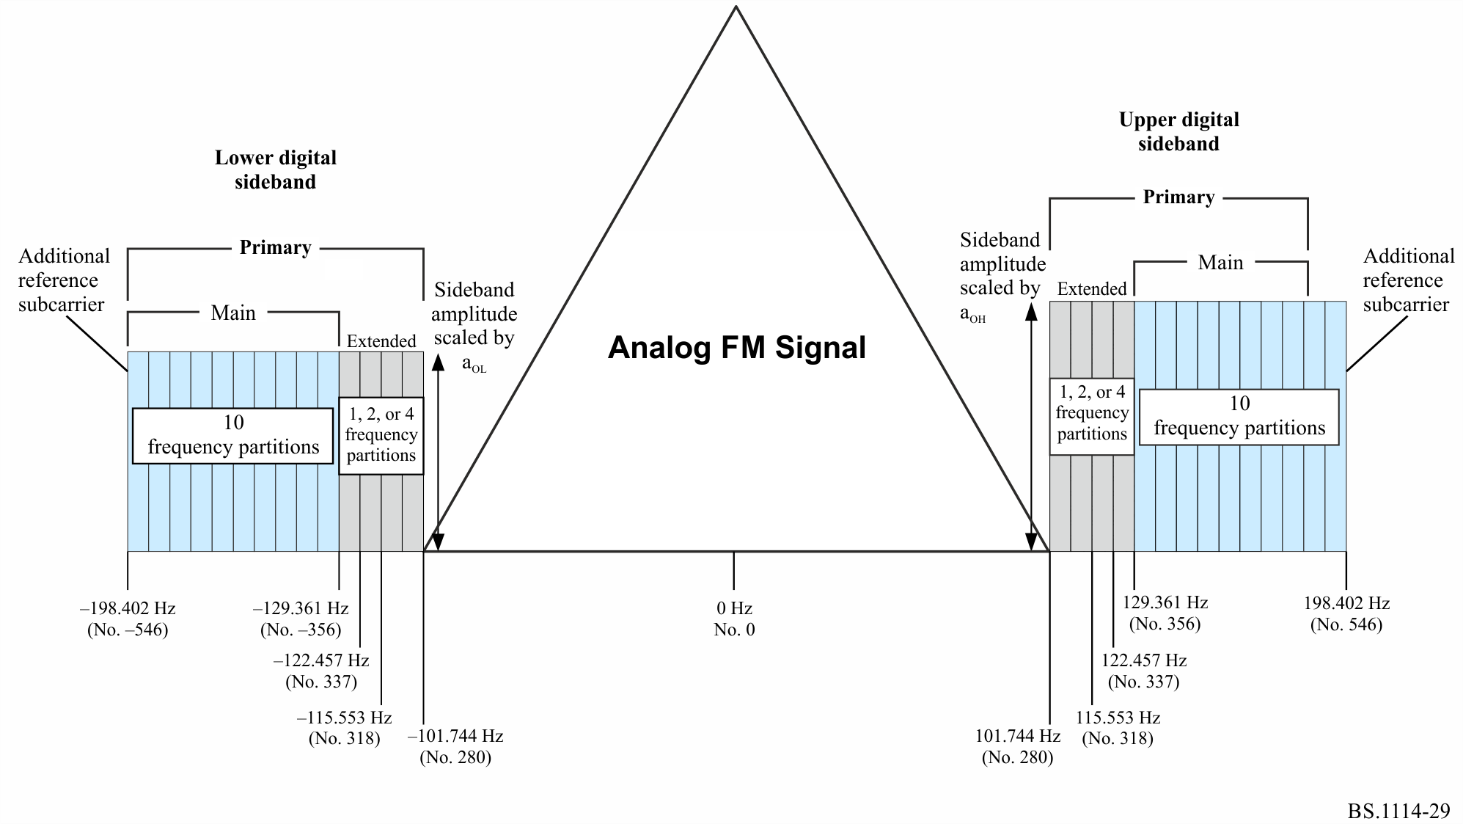 Upper digital
sideband
Lower digital
sideband
Primary
Primary
Additional
reference
subcarrier
Main
Extended
Sideband
amplitude
scaled by
aOL
Sideband
amplitude
scaled by
aOH
Extended
Main
Additional
reference
subcarrier
Analog FM Signal
10
frequency partitions
1, 2, or 4
frequency
partitions
1, 2, or 4
frequency
partitions
10
frequency partitions
–198.402 Hz
(No. –546)
–129.361 Hz
(No. –356)
–122.457 Hz
(No. 337)
–115.553 Hz
(No. 318)
–101.744 Hz
(No. 280)
0 Hz
No. 0
101.744 Hz
(No. 280)
115.553 Hz
(No. 318)
122.457 Hz
(No. 337)
129.361 Hz
(No. 356)
198.402 Hz
(No. 546)
BS.1114-29